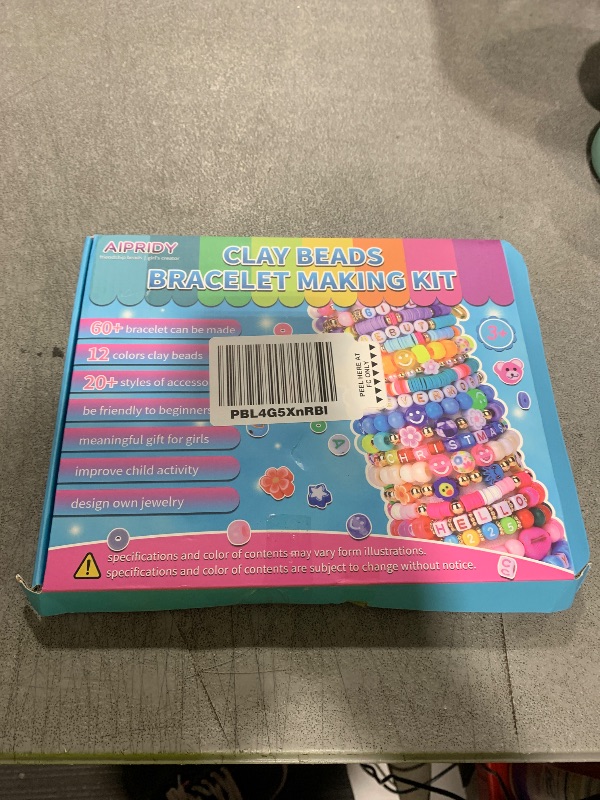 AIPRIDY
CLAY BEADS
BRACELET MAKING KIT
60+ bracelet can be made
12 colors clay beads
20+ styles of accesso
be friendly to beginners
meaningful gift for girls
improve child activity
design own jewelry
PBL4G5XnRBI
PEEL HERE AT
FC ONLY
3+
CHRISTMAS
HELLO
225
specifications and color of contents may vary form illustrations.
specifications and color of contents are subject to change without notice.